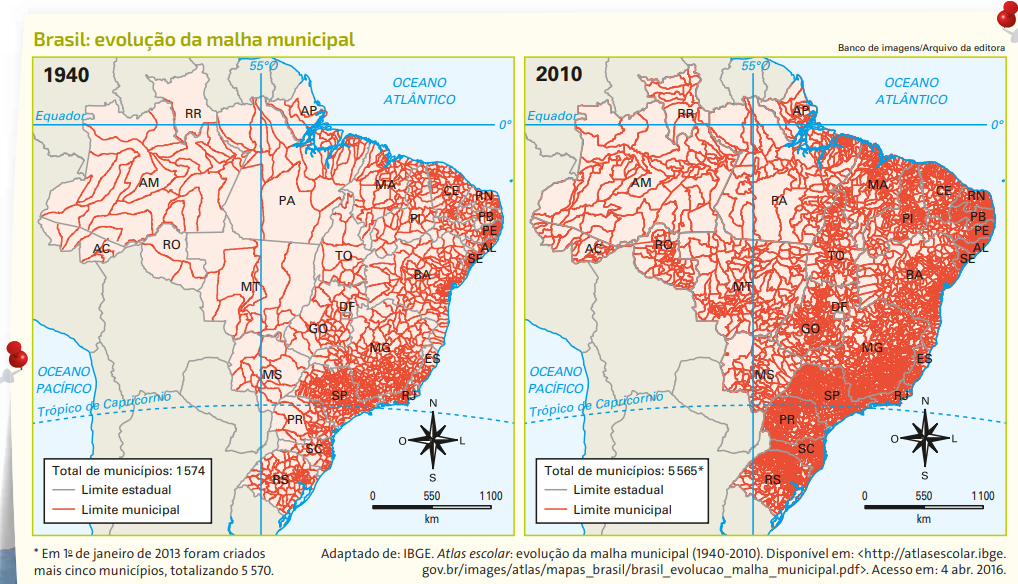 Brasil: evolução da malha municipal
Banco de imagens/Arquivo da editora
1940
55°O
OCEANO
ATLÂNTICO
Equador
0°
RR
AP
AM
PA
MA
CE
RN
PB
PE
AL
SE
PI
AC
RO
TO
BA
MT
DF
GO
MG
ES
MS
SP
RJ
PR
SC
RS
OCEANO
PACÍFICO
Trópico de Capricórnio
N
O
L
S
Total de municípios: 1 574
Limite estadual
Limite municipal
0 550 1 100
km
2010
55°O
OCEANO
ATLÂNTICO
Equador
0°
RR
AP
AM
PA
MA
CE
RN
PB
PE
AL
SE
PI
AC
RO
TO
BA
MT
DF
GO
MG
ES
MS
SP
RJ
PR
SC
RS
OCEANO
PACÍFICO
Trópico de Capricórnio
N
O
L
S
Total de municípios: 5 565*
Limite estadual
Limite municipal
0 550 1 100
km
* Em 1º de janeiro de 2013 foram criados
mais cinco municípios, totalizando 5 570.
Adaptado de: IBGE. Atlas escolar: evolução da malha municipal (1940-2010). Disponível em: <http://atlasescolar.ibge.
gov.br/images/atlas/mapas_brasil/brasil_evolucao_malha_municipal.pdf>. Acesso em: 4 abr. 2016.